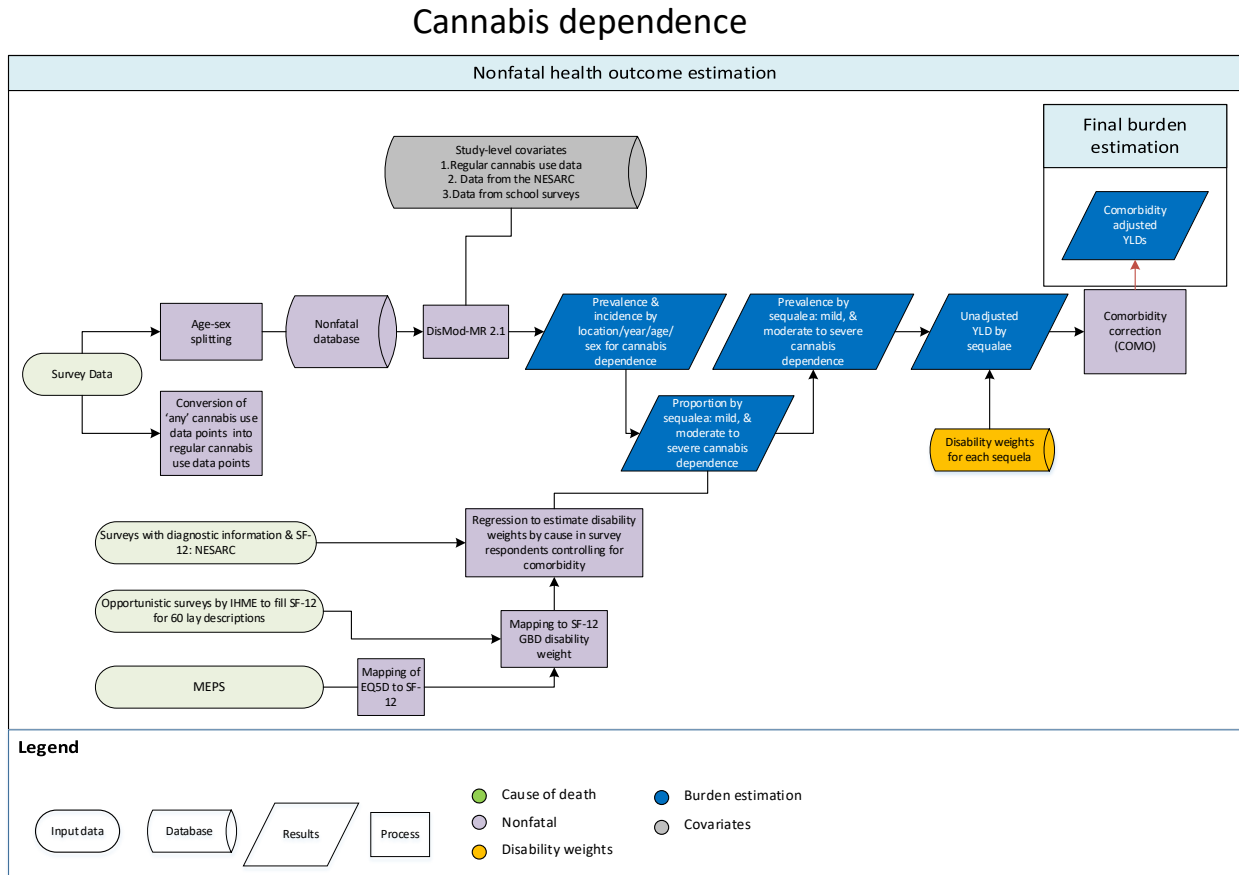 Cannabis dependence
Nonfatal health outcome estimation
Study-level covariates
1.Regular cannabis use data
2. Data from the NESARC
3.Data from school surveys
Final burden
estimation
Comorbidity
adjusted
YLDs
Survey Data
Age-sex
splitting
Nonfatal
database
DisMod-MR 2.1
Prevalence &
incidence by
location/year/age/
sex for cannabis
dependence
Prevalence by
sequelea: mild, &
moderate to severe
cannabis
dependence
Unadjusted
YLD by
sequalae
Comorbidity
correction
(COMO)
Conversion of
‘any’ cannabis use
data points into
regular cannabis
use data points
Proportion by
sequalea: mild, &
moderate to
severe cannabis
dependence
Disability weights
for each sequela
Surveys with diagnostic information & SF-
12: NESARC
Regression to estimate disability
weights by cause in survey
respondents controlling for
comorbidity
Opportunistic surveys by IHME to fill SF-12
for 60 lay descriptions
Mapping to SF-12
GBD disability
weight
MEPS
Mapping of
EQ5D to SF-
12
Legend
Input data
Database
Results
Process
Cause of death
Nonfatal
Disability weights
Burden estimation
Covariates